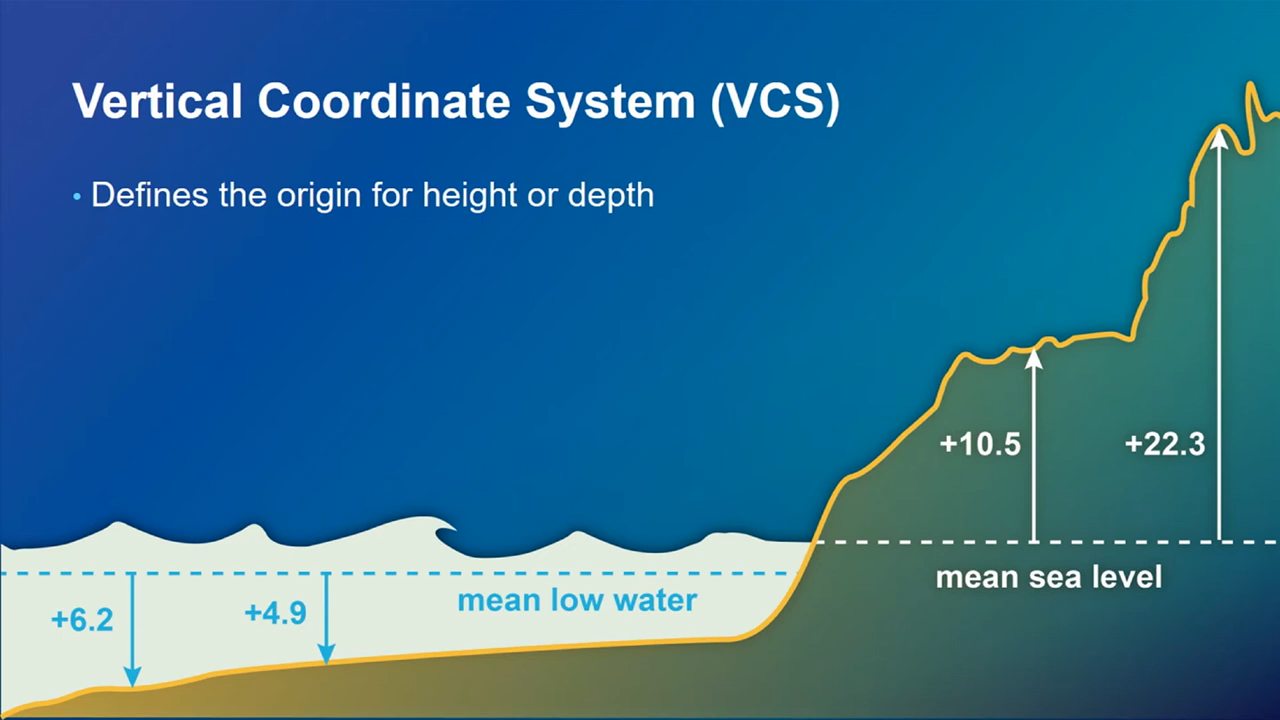 Vertical Coordinate System (VCS)
• Defines the origin for height or depth
+10.5
+22.3
mean sea level
+6.2
+4.9
mean low water